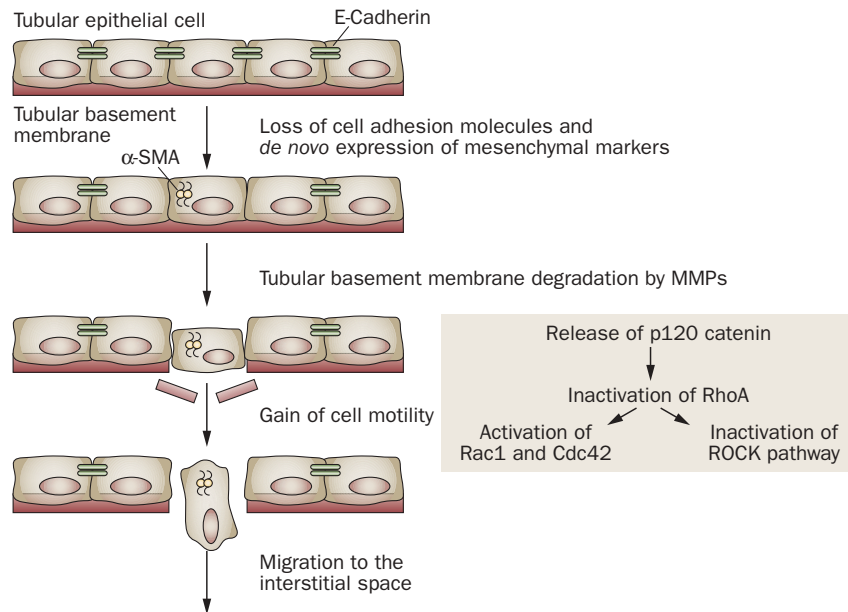 Tubular epithelial cell
E-Cadherin
Tubular basement
membrane
Loss of cell adhesion molecules and
de novo expression of mesenchymal markers
α-SMA
Tubular basement membrane degradation by MMPs
Release of p120 catenin
Inactivation of RhoA
Activation of
Rac1 and Cdc42
Inactivation of
ROCK pathway
Gain of cell motility
Migration to the
interstitial space